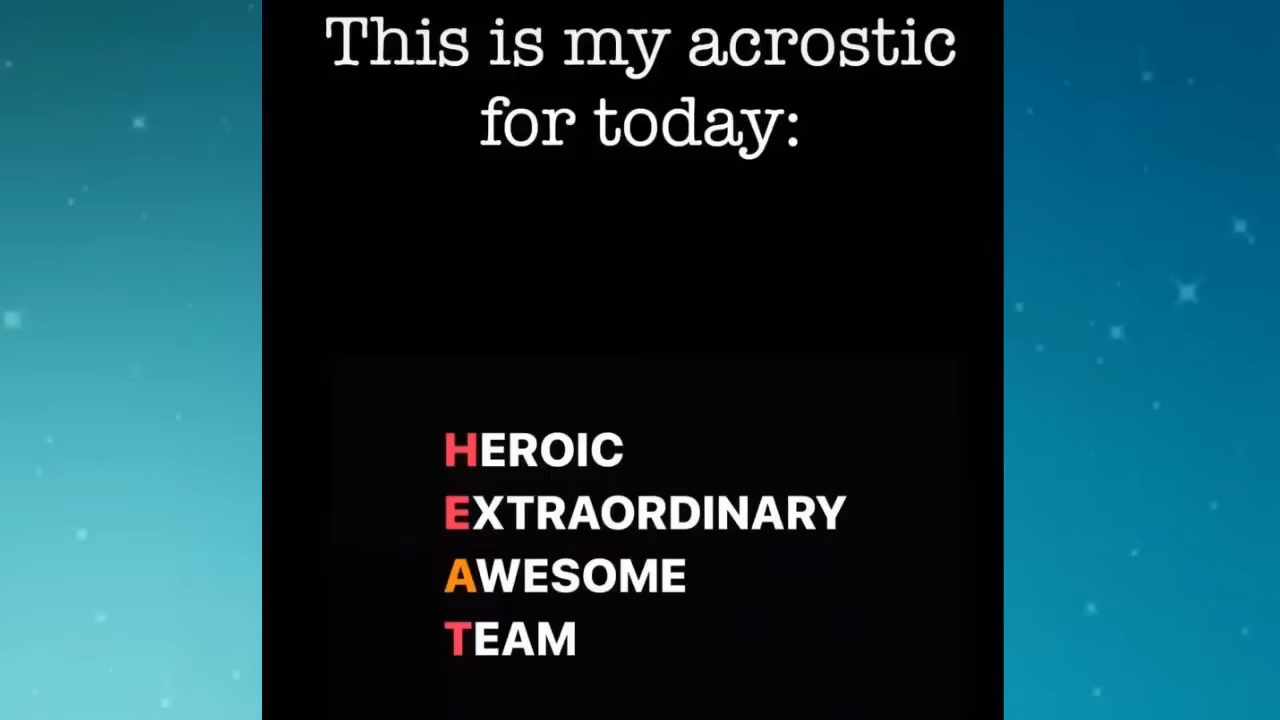 This is my acrostic
for today:
HEROIC
EXTRAORDINARY
AWESOME
TEAM